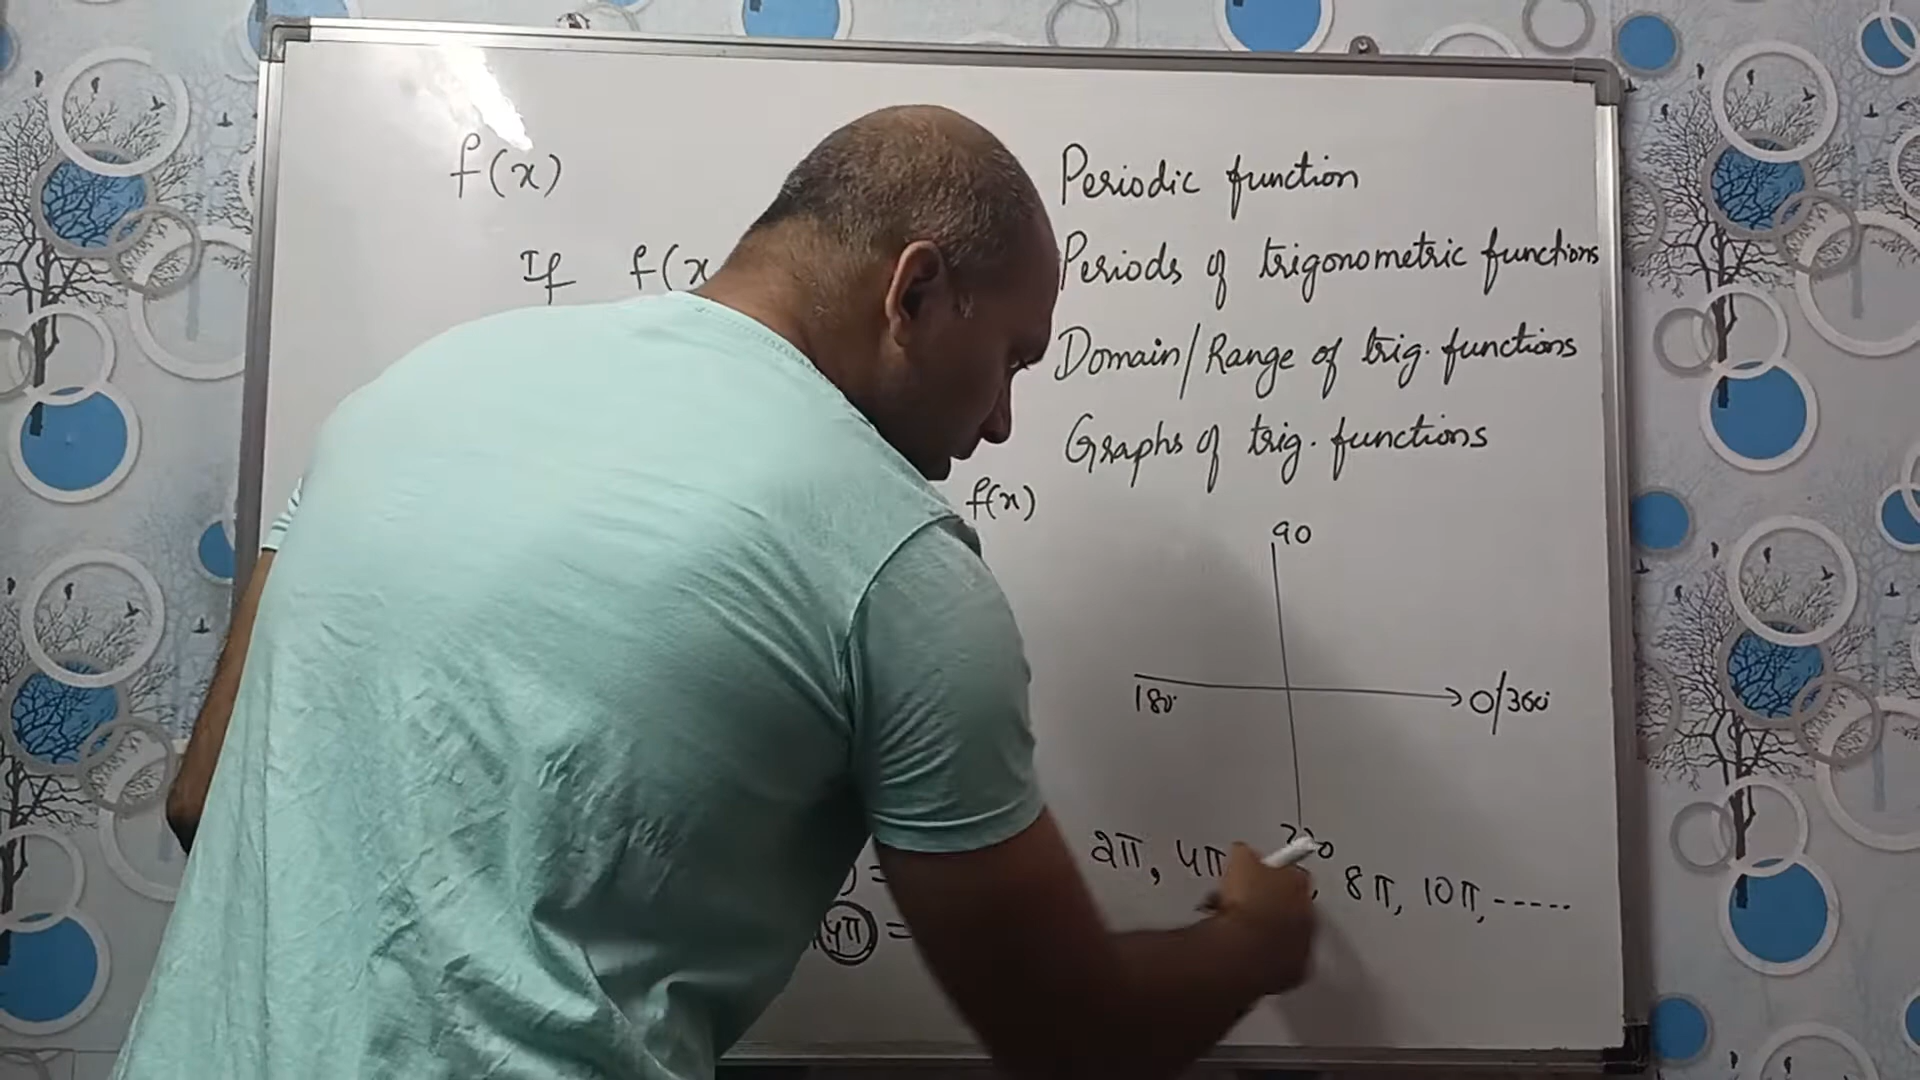 f(x)
If f(x
Periodic function
Periods of trigonometric functions
Domain/Range of trig. functions
Graphs of trig. functions
f(x)
90
180° 0/360°
2π, 4π , 8π, 10π, -----
) =
4π) =